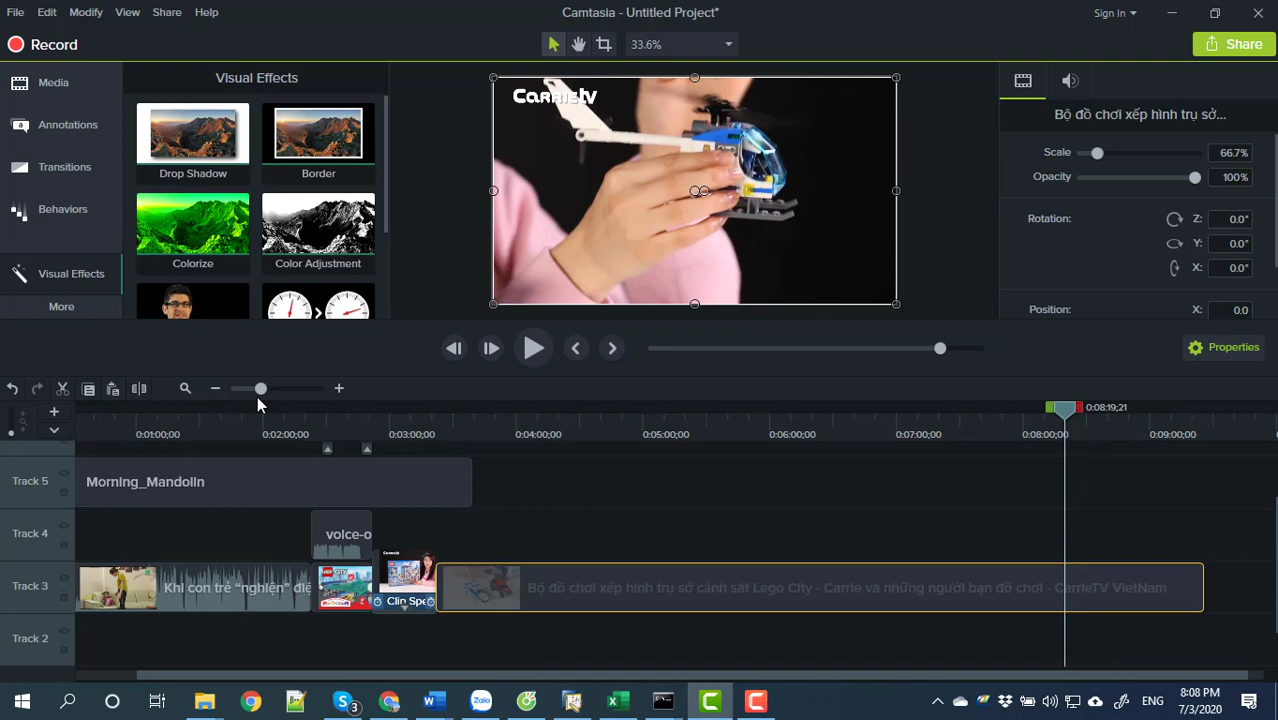 File Edit Modify View Share Help
Camtasia - Untitled Project*
Sign In
Record
33.6%
Share
Media
Annotations
Transitions
Behaviors
Visual Effects
More
Visual Effects
Drop Shadow
Border
Colorize
Color Adjustment
CARRIETV
Bộ đồ chơi xếp hình trụ sở...
Scale 66.7%
Opacity 100%
Rotation: Z: 0.0°
Y: 0.0°
X: 0.0°
Position: X: 0.0
Properties
0:08:19;21
0:01:00;00 0:02:00;00 0:03:00;00 0:04:00;00 0:05:00;00 0:06:00;00 0:07:00;00 0:08:00;00 0:09:00;00
Track 5
Morning_Mandolin
Track 4
voice-o
Track 3
Khi con trẻ “nghiện” điệ
Clip Spe
Bộ đồ chơi xếp hình trụ sở cảnh sát Lego City - Carrie và những người bạn đồ chơi - CarrieTV VietNam
Track 2
3
ENG
8:08 PM
7/3/2020